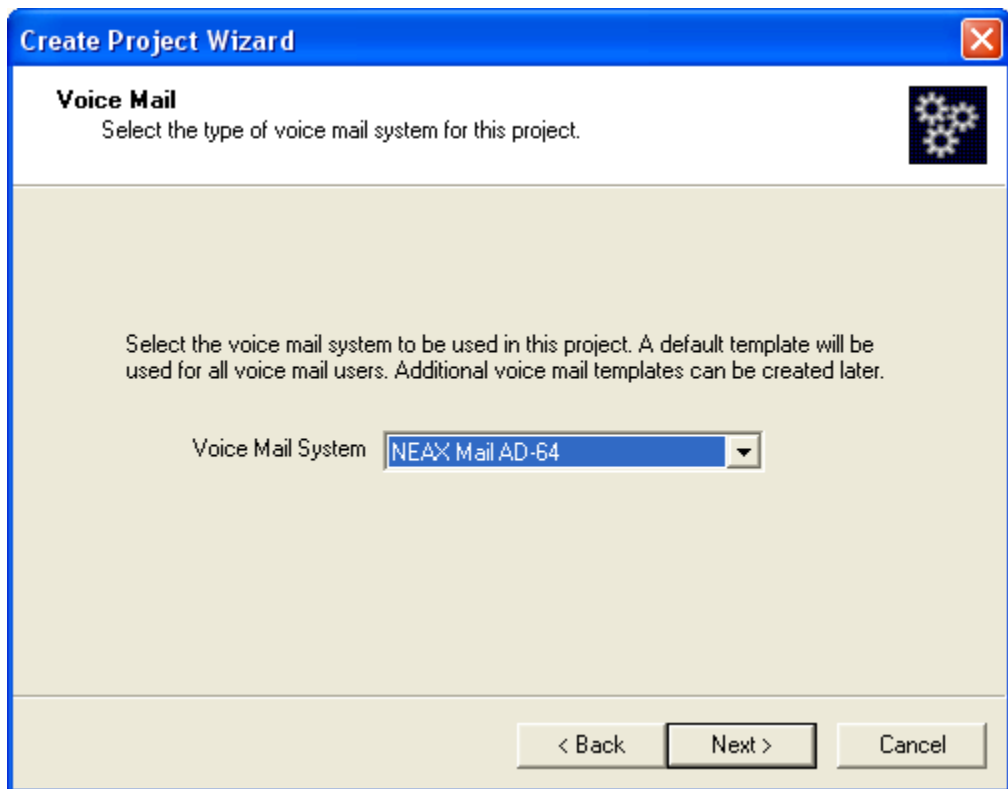 Create Project Wizard
Voice Mail
Select the type of voice mail system for this project.
Select the voice mail system to be used in this project. A default template will be
used for all voice mail users. Additional voice mail templates can be created later.
Voice Mail System NEAX Mail AD-64
< Back Next > Cancel